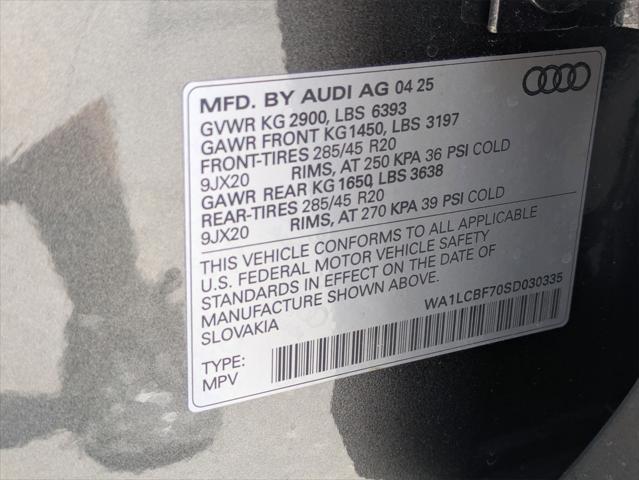 MFD. BY AUDI AG 04 25
GVWR KG 2900, LBS 6393
GAWR FRONT KG 1450, LBS 3197
FRONT-TIRES 285/45 R20
9JX20 RIMS, AT 250 KPA 36 PSI COLD
GAWR REAR KG 1650, LBS 3638
REAR-TIRES 285/45 R20
9JX20 RIMS, AT 270 KPA 39 PSI COLD
THIS VEHICLE CONFORMS TO ALL APPLICABLE
U.S. FEDERAL MOTOR VEHICLE SAFETY
STANDARDS IN EFFECT ON THE DATE OF
MANUFACTURE SHOWN ABOVE.
SLOVAKIA
WA1LCBF70SD030335
TYPE:
MPV